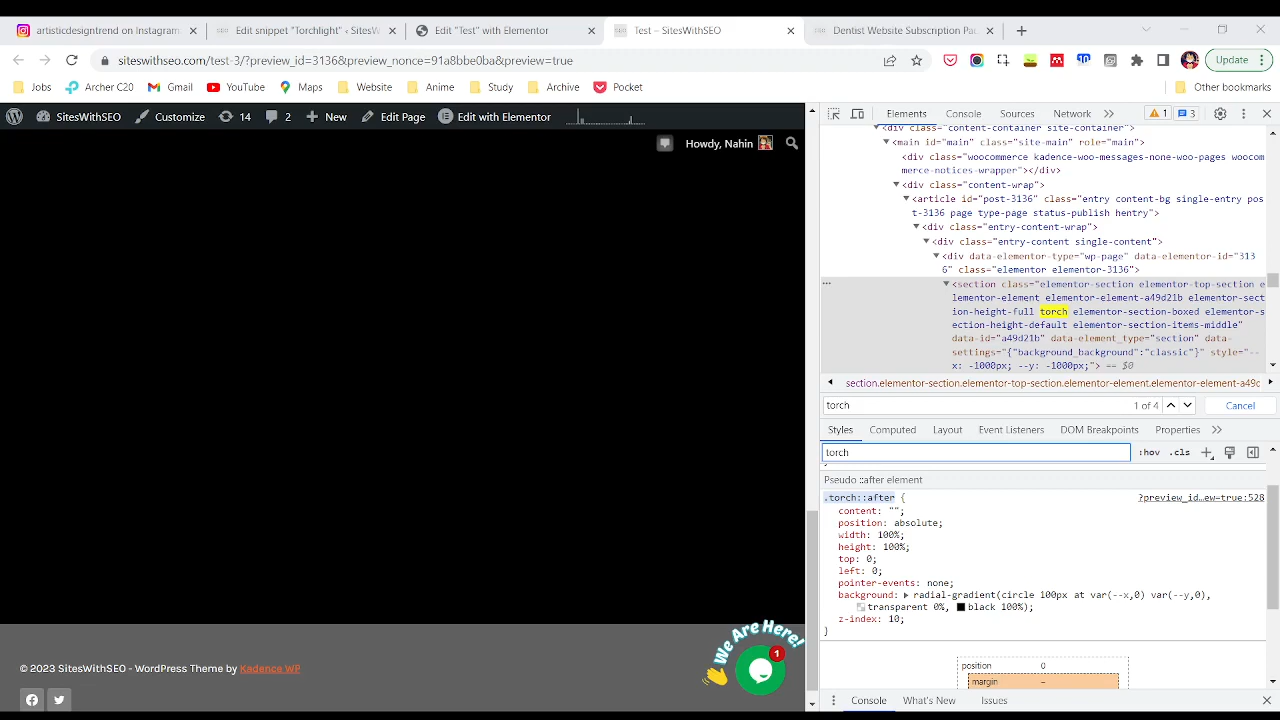 artisticdesigntrend on Instagram
Edit snippet "Torchlight" ‹ SitesW
Edit "Test" with Elementor
Test – SitesWithSEO
Dentist Website Subscription Pac
siteswithseo.com/test-3/?preview_id=3136&preview_nonce=91a8bbe0ba&preview=true
10
Update
Jobs
Archer C20
Gmail
YouTube
Maps
Website
Anime
Study
Archive
Pocket
Other bookmarks
SitesWithSEO
Customize
14
2
New
Edit Page
Edit with Elementor
Howdy, Nahin
We Are Here!
1
© 2023 SitesWithSEO - WordPress Theme by Kadence WP
Elements
Console
Sources
Network
1
3
<div class="content-container site-container">
<main id="main" class="site-main" role="main">
<div class="woocommerce kadence-woo-messages-none-woo-pages woocom
merce-notices-wrapper"></div>
<div class="content-wrap">
<article id="post-3136" class="entry content-bg single-entry pos
t-3136 page type-page status-publish hentry">
<div class="entry-content-wrap">
<div class="entry-content single-content">
<div data-elementor-type="wp-page" data-elementor-id="313
6" class="elementor elementor-3136">
<section class="elementor-section elementor-top-section e
lementor-element elementor-element-a49d21b elementor-sect
ion-height-full torch elementor-section-boxed elementor-s
ection-height-default elementor-section-items-middle"
data-id="a49d21b" data-element_type="section" data-
settings="{"background_background":"classic"}" style="--
x: -1000px; --y: -1000px;"> == $0
section.elementor-section.elementor-top-section.elementor-element.elementor-element-a49d
torch
1 of 4
Cancel
Styles
Computed
Layout
Event Listeners
DOM Breakpoints
Properties
torch
:hov
.cls
Pseudo ::after element
.torch::after {
?preview_id…ew=true:528
content: "";
position: absolute;
width: 100%;
height: 100%;
top: 0;
left: 0;
pointer-events: none;
background: radial-gradient(circle 100px at var(--x,0) var(--y,0),
transparent 0%, black 100%);
z-index: 10;
}
position
0
margin
–
Console
What's New
Issues